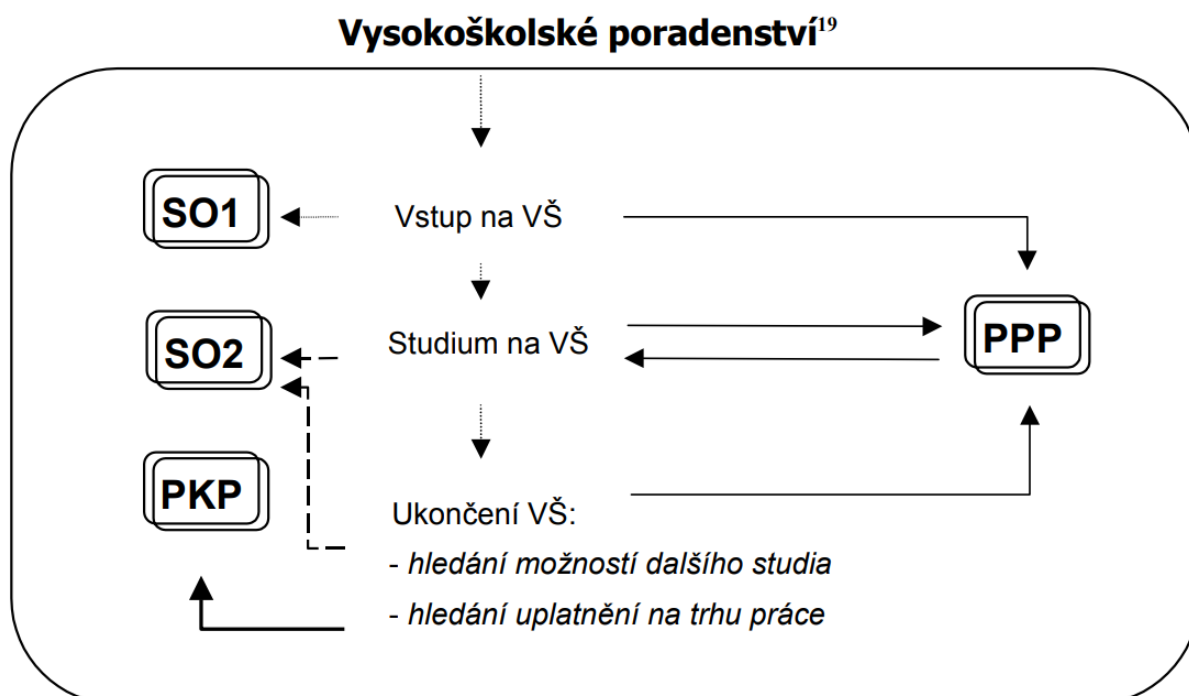 Vysokoškolské poradenství19
SO1
Vstup na VŠ
SO2
Studium na VŠ
PPP
PKP
Ukončení VŠ:
- hledání možností dalšího studia
- hledání uplatnění na trhu práce